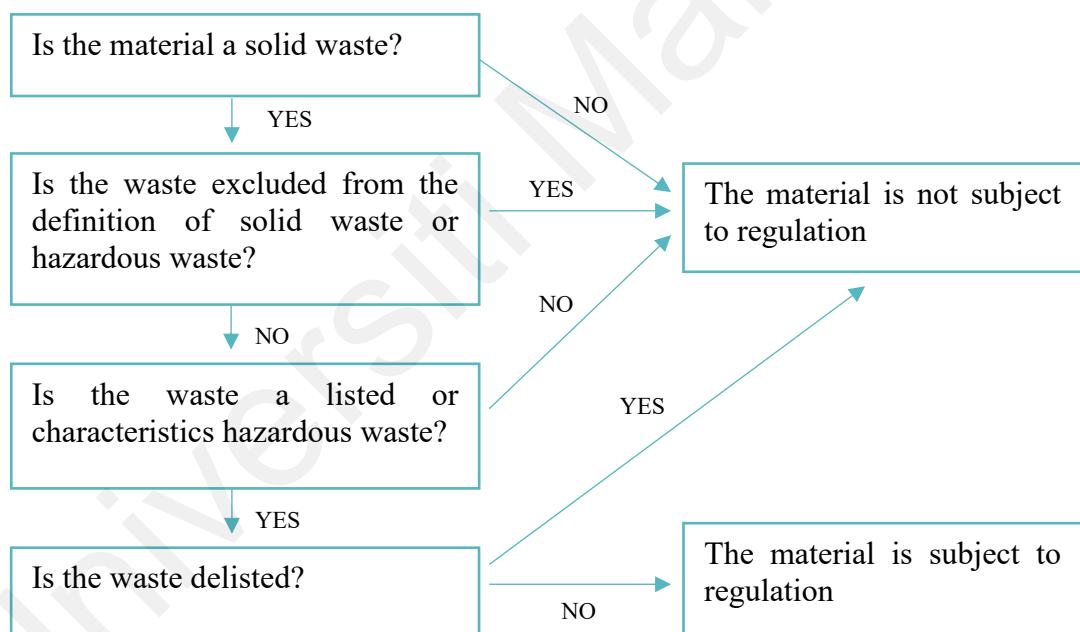 Is the material a solid waste?
NO
YES
Is the waste excluded from the
definition of solid waste or
hazardous waste?
YES
The material is not subject
to regulation
NO
NO
Is the waste a listed or
characteristics hazardous waste?
YES
YES
Is the waste delisted?
The material is subject to
regulation
NO